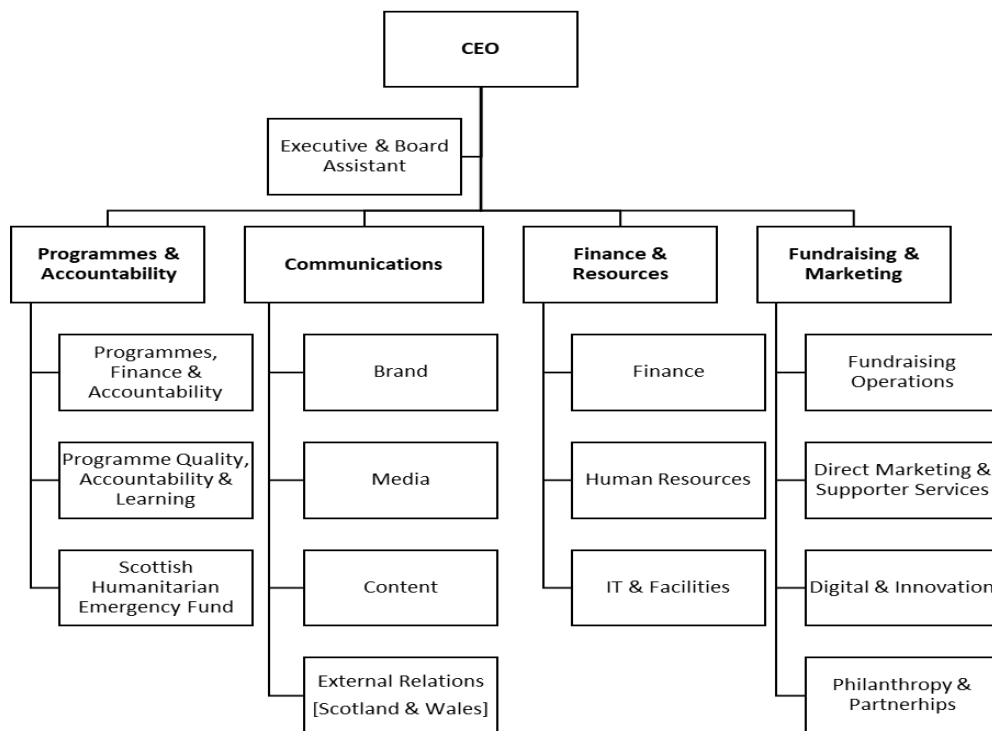 CEO
Executive & Board
Assistant
Programmes &
Accountability
Communications
Finance &
Resources
Fundraising &
Marketing
Programmes,
Finance &
Accountability
Brand
Finance
Fundraising
Operations
Programme Quality,
Accountability &
Learning
Media
Human Resources
Direct Marketing &
Supporter Services
Scottish
Humanitarian
Emergency Fund
Content
IT & Facilities
Digital & Innovation
External Relations
[Scotland & Wales]
Philanthropy &
Partnerhips